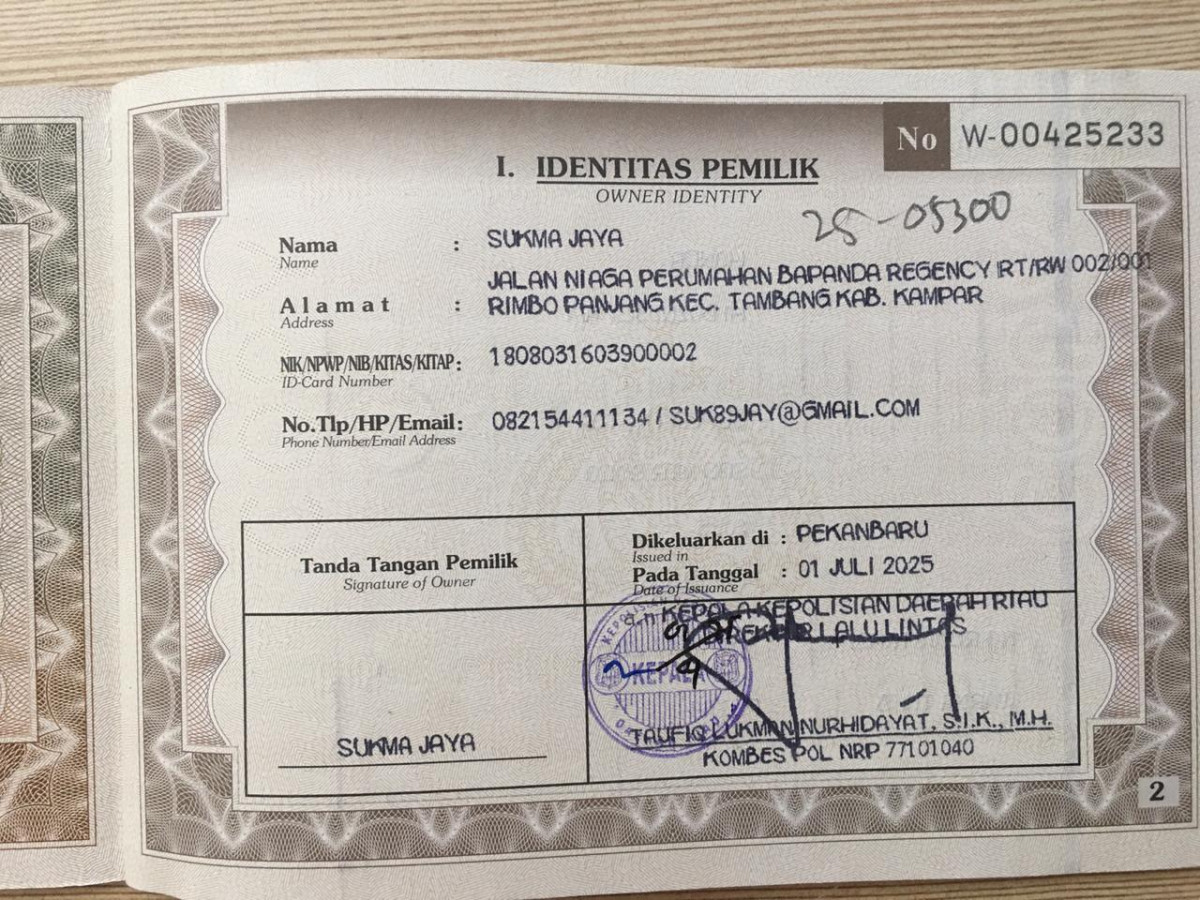 No W-00425233
I. IDENTITAS PEMILIK
OWNER IDENTITY
25-05300
Nama : SUKMA JAYA
Name
JALAN NIAGA PERUMAHAN BAPANDA REGENCY RT/RW 002/001
Alamat : RIMBO PANJANG KEC. TAMBANG KAB. KAMPAR
Address
NIK/NPWP/NIB/KITAS/KITAP: 1808031603900002
ID-Card Number
No.Tlp/HP/Email: 082154411134 / SUK89JAY@GMAIL.COM
Phone Number/Email Address
Tanda Tangan Pemilik
Signature of Owner
Dikeluarkan di : PEKANBARU
Issued in
Pada Tanggal : 01 JULI 2025
Date of Issuance
a.n KEPALA KEPOLISIAN DAERAH RIAU
DIREKTUR LALU LINTAS
KEPALA
SUKMA JAYA
TAUFIQ LUKMAN NURHIDAYAT, S.I.K., M.H.
KOMBES POL NRP 77101040
2